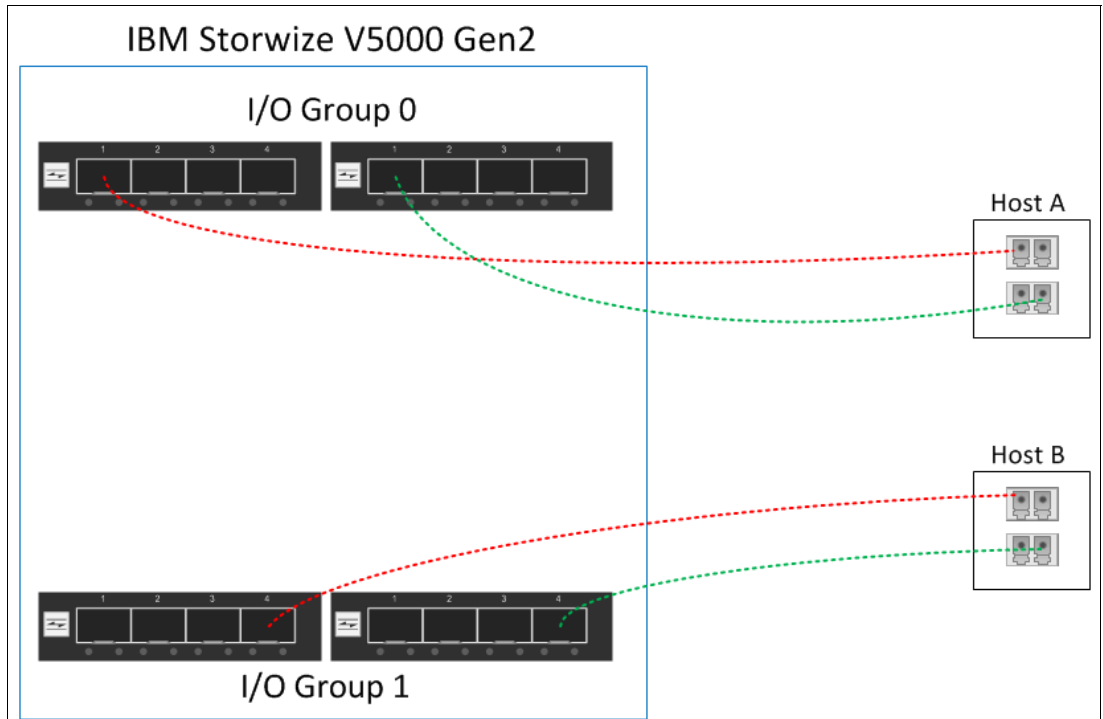 IBM Storwize V5000 Gen2
I/O Group 0
1 2 3 4 1 2 3 4
Host A
Host B
1 2 3 4 1 2 3 4
I/O Group 1